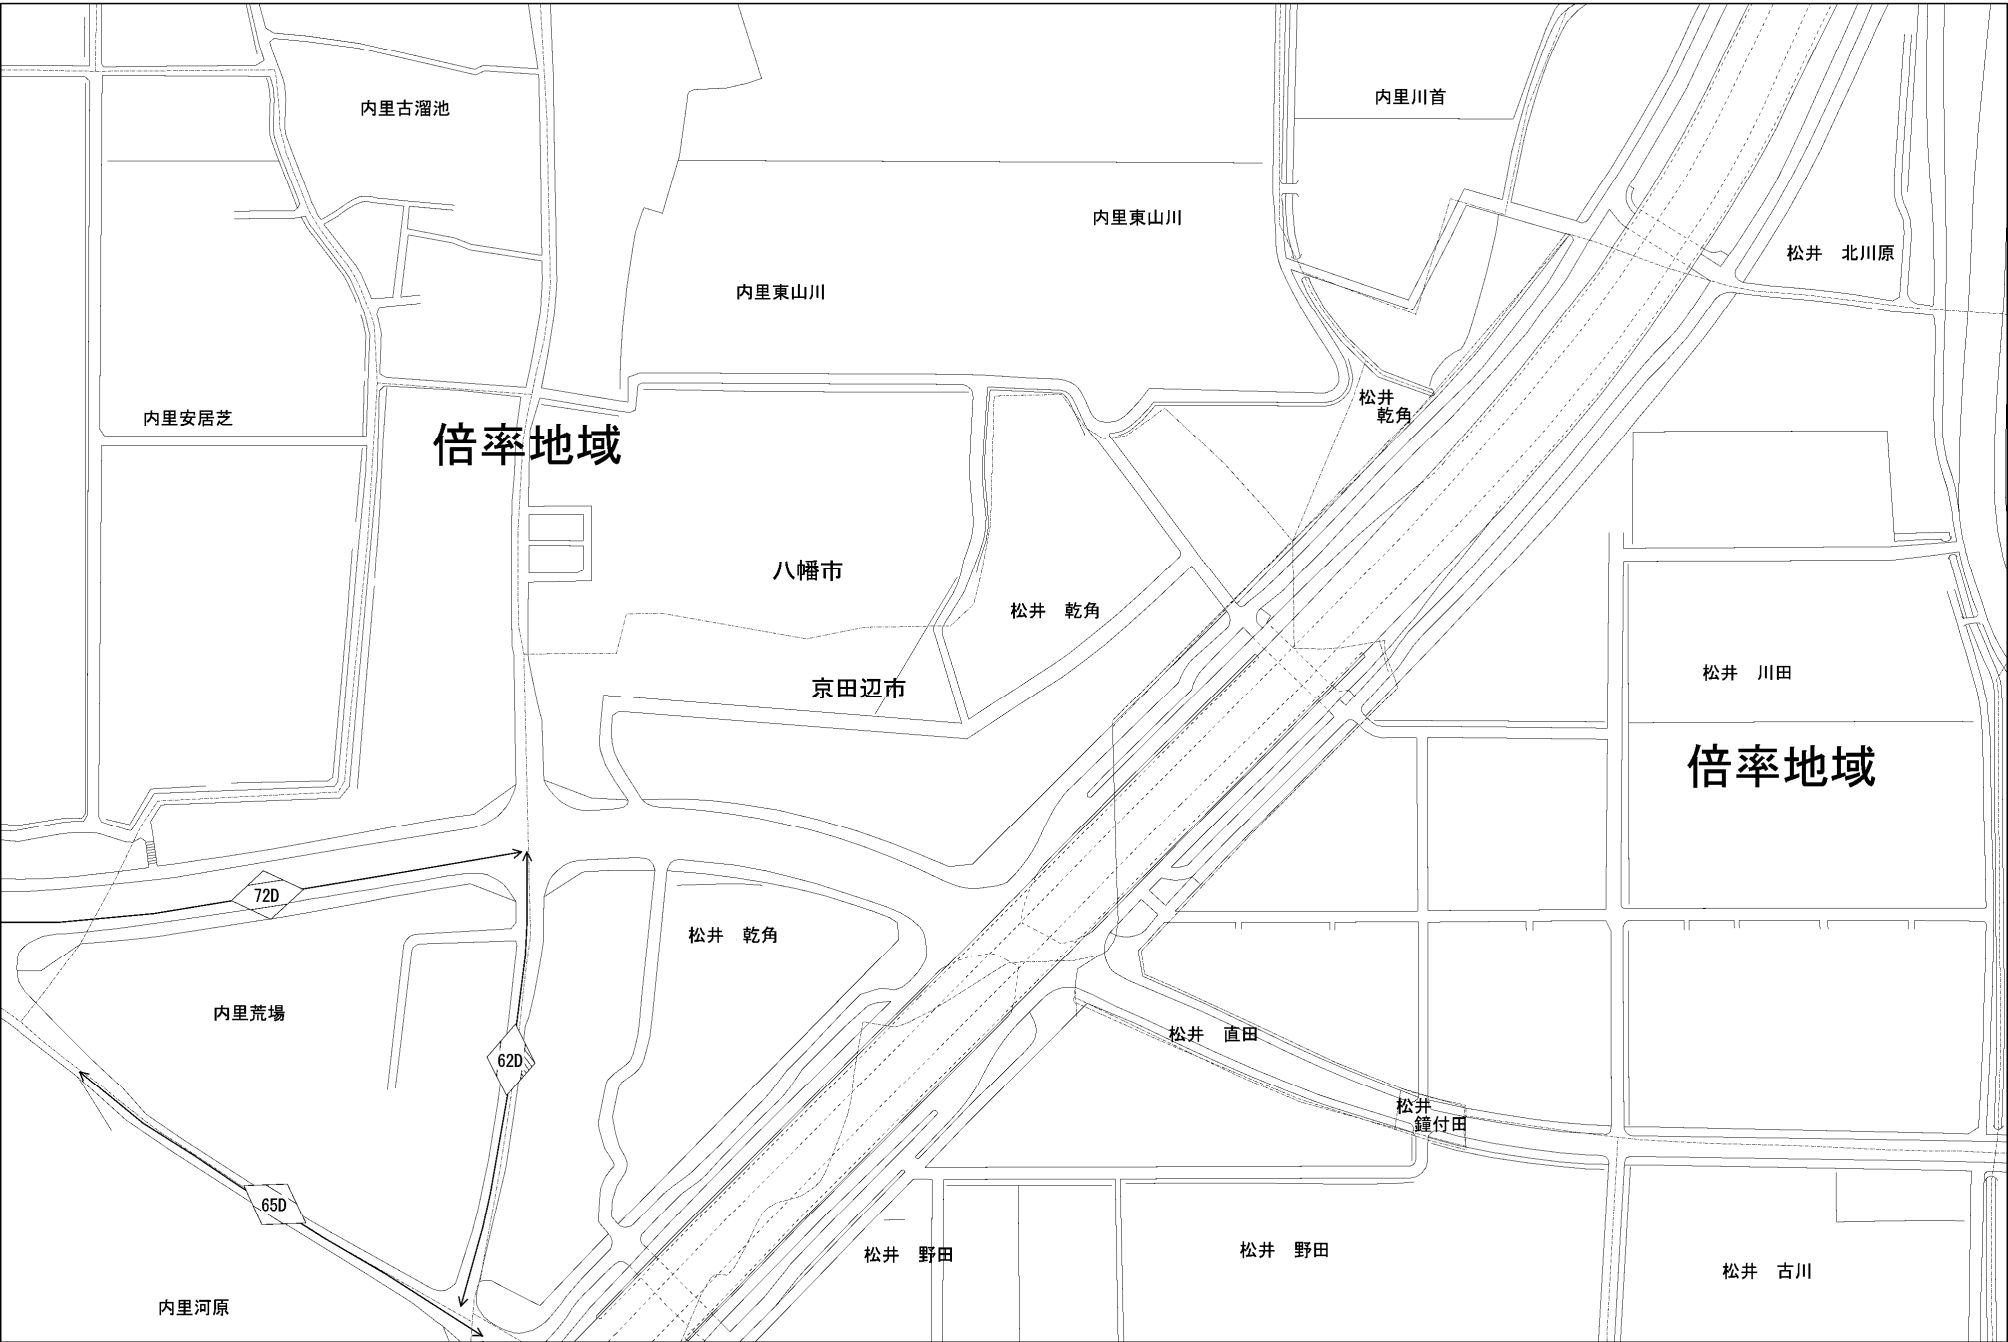 内里古溜池
内里川首
内里東山川
松井　北川原
内里東山川
松井
乾角
内里安居芝
倍率地域
八幡市
松井　乾角
松井　川田
京田辺市
倍率地域
72D
松井　乾角
内里荒場
松井　直田
62D
松井
鐘付田
65D
松井　野田
松井　野田
松井　古川
内里河原